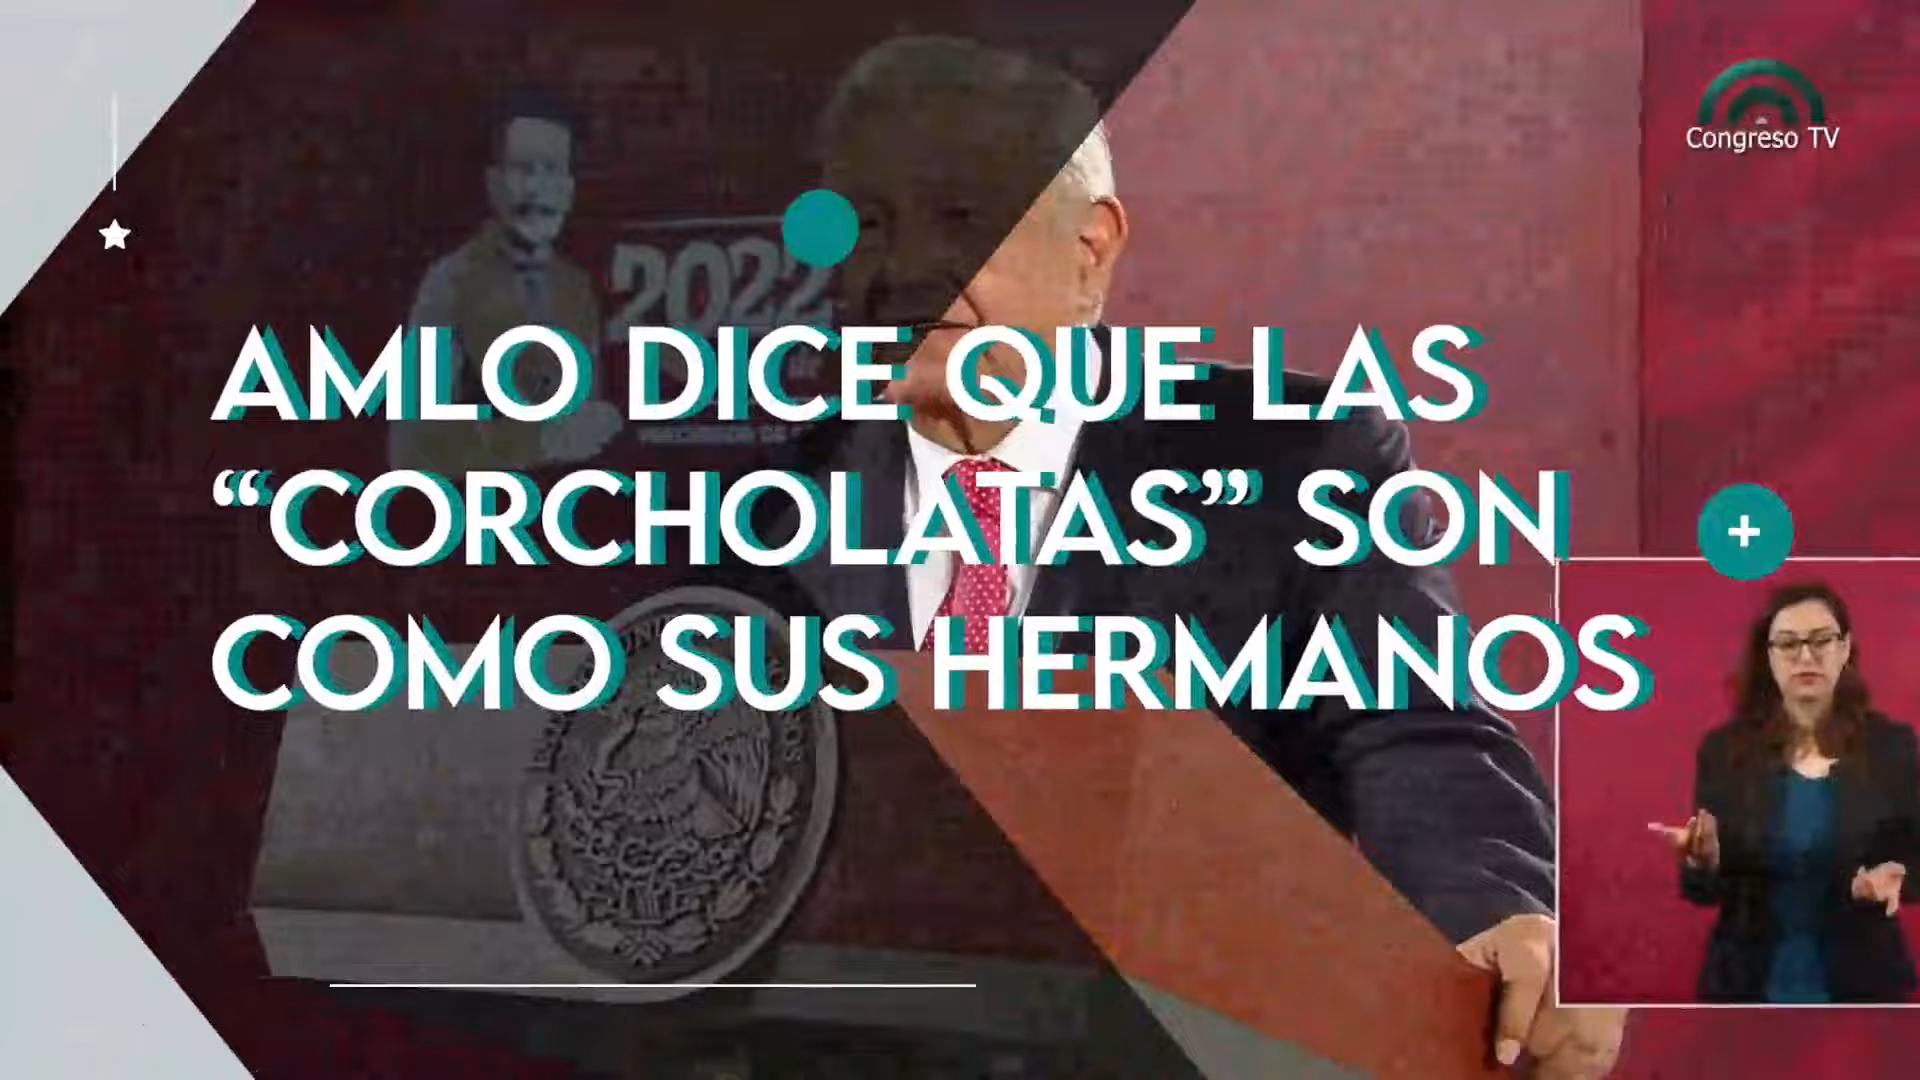 Congreso TV
2022
AMLO DICE QUE LAS
“CORCHOLATAS” SON
COMO SUS HERMANOS